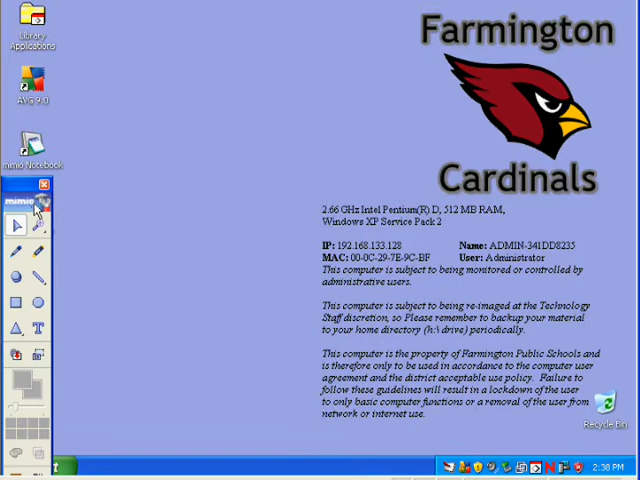 Library
Applications
AVG 9.0
mimio Notebook
mimio
T
Farmington
Cardinals
2.66 GHz Intel Pentium(R) D, 512 MB RAM,
Windows XP Service Pack 2
IP: 192.168.133.128 Name: ADMIN-341DD8235
MAC: 00-0C-29-7E-9C-BF User: Administrator
This computer is subject to being monitored or controlled by
administrative users.
This computer is subject to being re-imaged at the Technology
Staff discretion, so Please remember to backup your material
to your home directory (h:\ drive) periodically.
This computer is the property of Farmington Public Schools and
is therefore only to be used in accordance to the computer user
agreement and the district acceptable use policy. Failure to
follow these guidelines will result in a lockdown of the user
to only basic computer functions or a removal of the user from
network or internet use.
Recycle Bin
t
2:38 PM